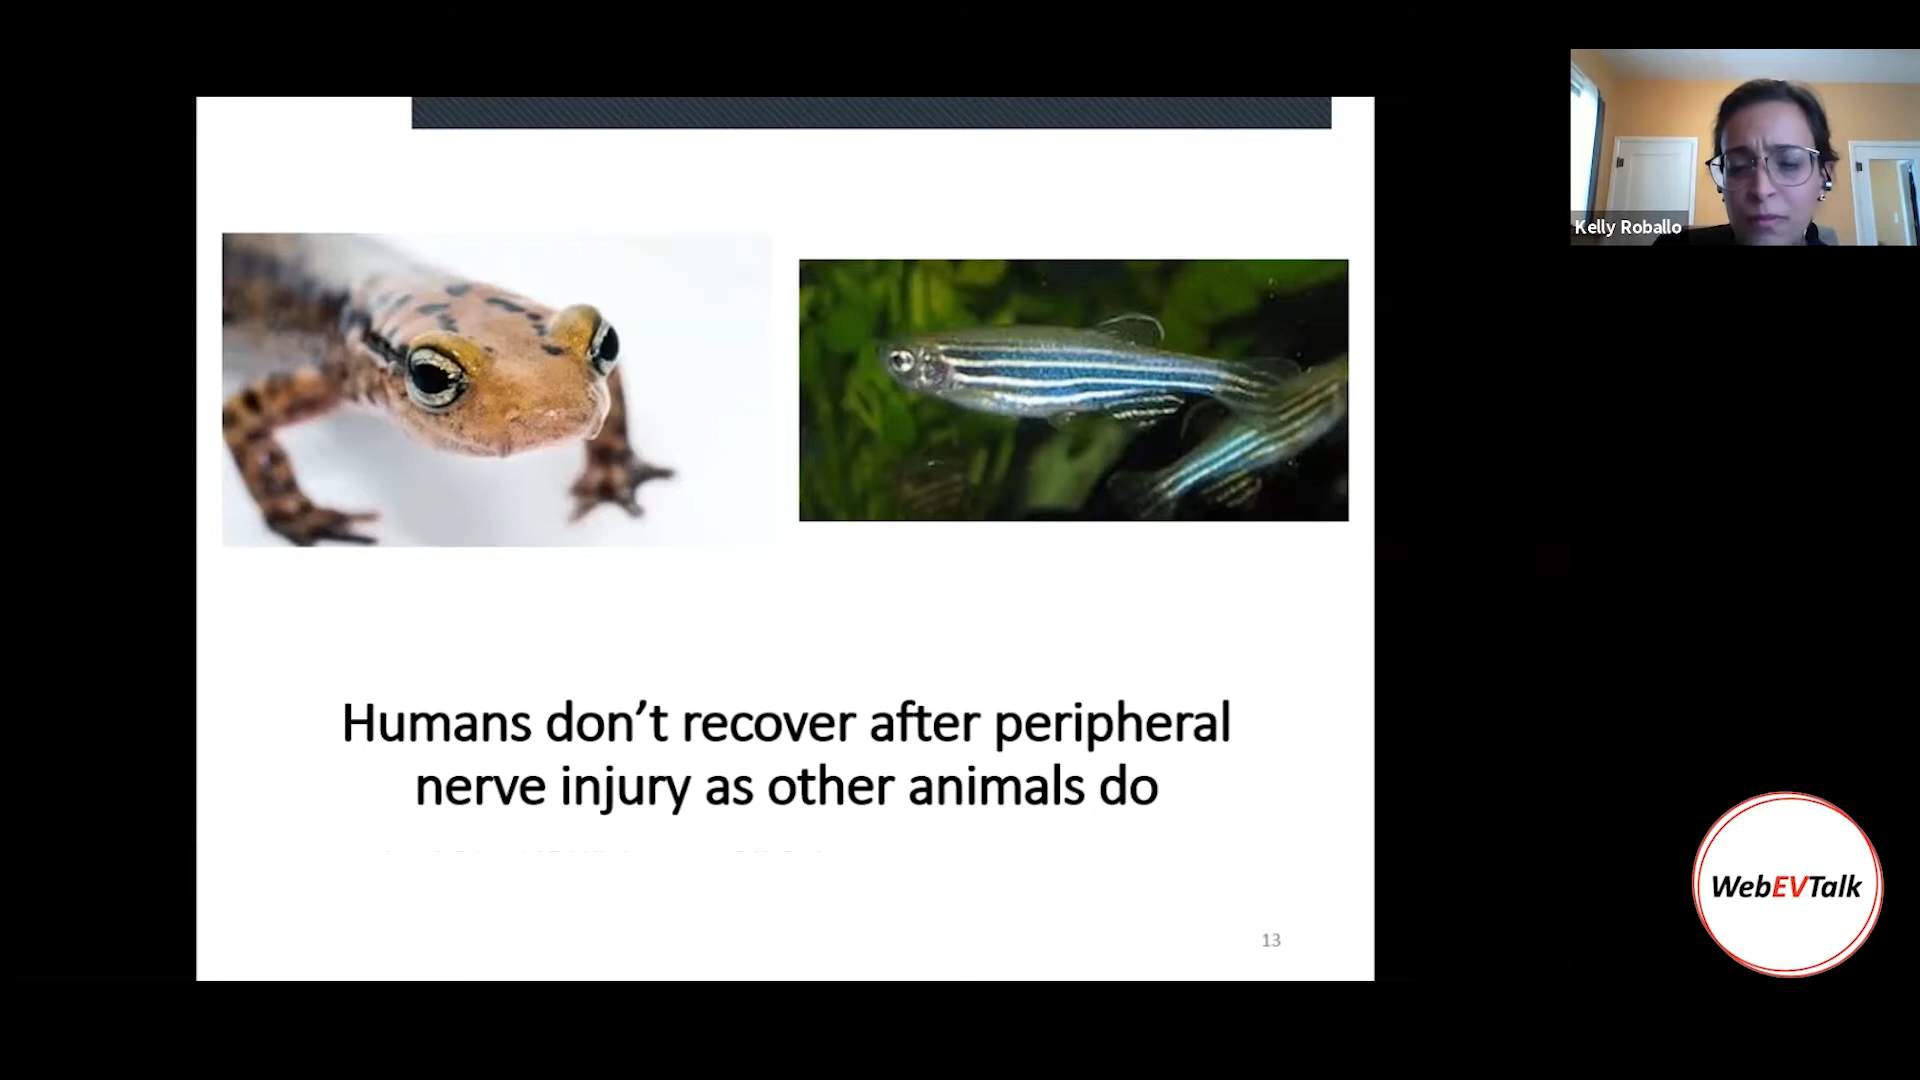 Kelly Roballo
Humans don’t recover after peripheral
nerve injury as other animals do
13
WebEVTalk